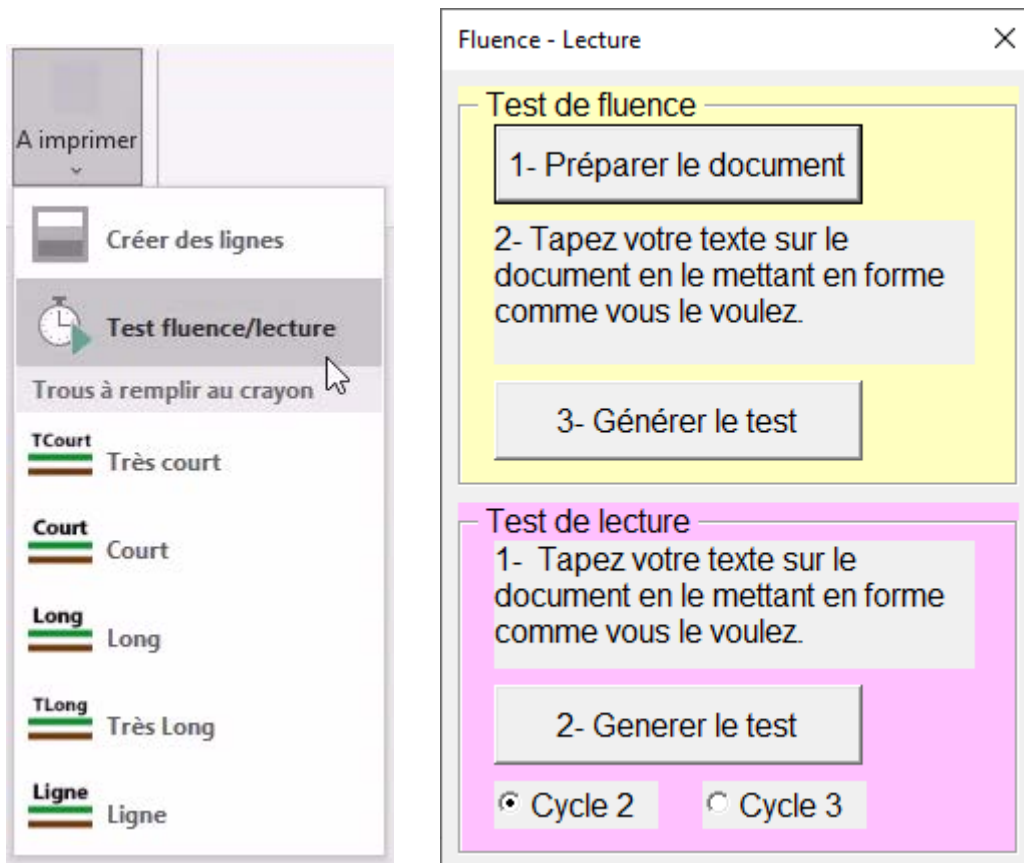 A imprimer
Créer des lignes
Test fluence/lecture
Trous à remplir au crayon
TCourt
Très court
Court
Court
Long
Long
TLong
Très Long
Ligne
Ligne
Fluence - Lecture
Test de fluence
1- Préparer le document
2- Tapez votre texte sur le
document en le mettant en forme
comme vous le voulez.
3- Générer le test
Test de lecture
1- Tapez votre texte sur le
document en le mettant en forme
comme vous le voulez.
2- Generer le test
Cycle 2
Cycle 3